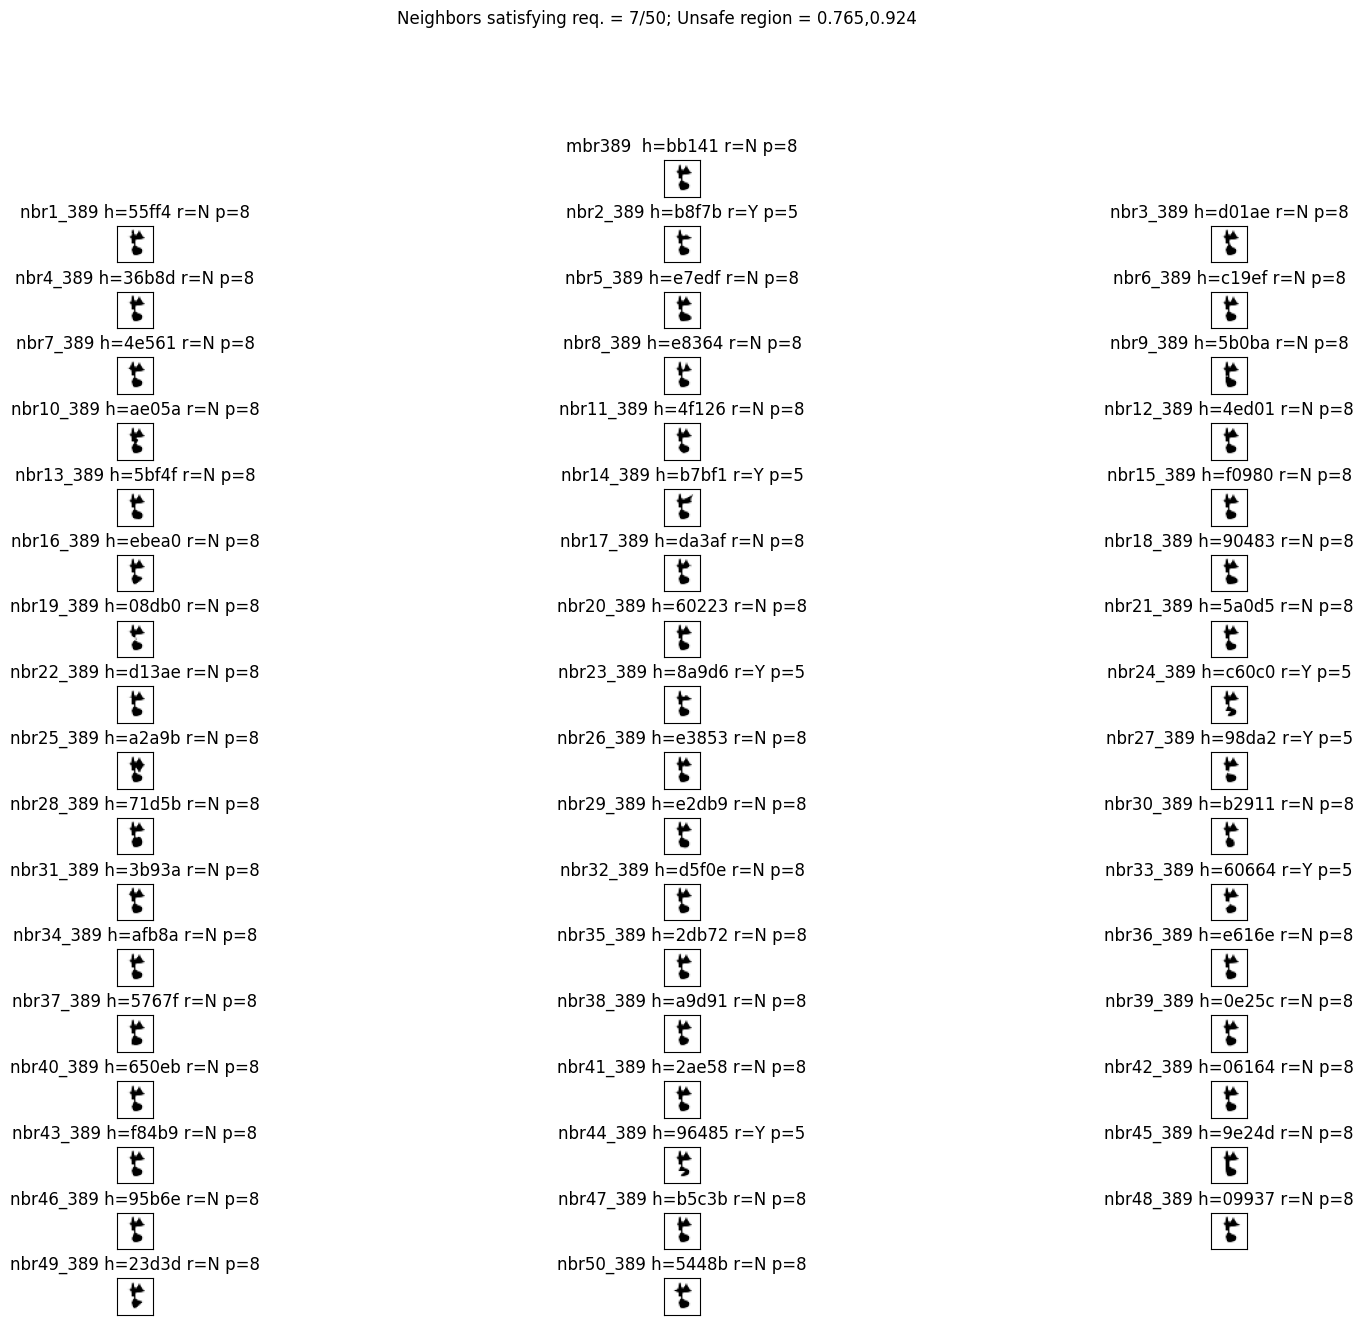 Neighbors satisfying req. = 7/50; Unsafe region = 0.765,0.924
mbr389  h=bb141 r=N p=8
nbr1_389 h=55ff4 r=N p=8
nbr2_389 h=b8f7b r=Y p=5
nbr3_389 h=d01ae r=N p=8
nbr4_389 h=36b8d r=N p=8
nbr5_389 h=e7edf r=N p=8
nbr6_389 h=c19ef r=N p=8
nbr7_389 h=4e561 r=N p=8
nbr8_389 h=e8364 r=N p=8
nbr9_389 h=5b0ba r=N p=8
nbr10_389 h=ae05a r=N p=8
nbr11_389 h=4f126 r=N p=8
nbr12_389 h=4ed01 r=N p=8
nbr13_389 h=5bf4f r=N p=8
nbr14_389 h=b7bf1 r=Y p=5
nbr15_389 h=f0980 r=N p=8
nbr16_389 h=ebea0 r=N p=8
nbr17_389 h=da3af r=N p=8
nbr18_389 h=90483 r=N p=8
nbr19_389 h=08db0 r=N p=8
nbr20_389 h=60223 r=N p=8
nbr21_389 h=5a0d5 r=N p=8
nbr22_389 h=d13ae r=N p=8
nbr23_389 h=8a9d6 r=Y p=5
nbr24_389 h=c60c0 r=Y p=5
nbr25_389 h=a2a9b r=N p=8
nbr26_389 h=e3853 r=N p=8
nbr27_389 h=98da2 r=Y p=5
nbr28_389 h=71d5b r=N p=8
nbr29_389 h=e2db9 r=N p=8
nbr30_389 h=b2911 r=N p=8
nbr31_389 h=3b93a r=N p=8
nbr32_389 h=d5f0e r=N p=8
nbr33_389 h=60664 r=Y p=5
nbr34_389 h=afb8a r=N p=8
nbr35_389 h=2db72 r=N p=8
nbr36_389 h=e616e r=N p=8
nbr37_389 h=5767f r=N p=8
nbr38_389 h=a9d91 r=N p=8
nbr39_389 h=0e25c r=N p=8
nbr40_389 h=650eb r=N p=8
nbr41_389 h=2ae58 r=N p=8
nbr42_389 h=06164 r=N p=8
nbr43_389 h=f84b9 r=N p=8
nbr44_389 h=96485 r=Y p=5
nbr45_389 h=9e24d r=N p=8
nbr46_389 h=95b6e r=N p=8
nbr47_389 h=b5c3b r=N p=8
nbr48_389 h=09937 r=N p=8
nbr49_389 h=23d3d r=N p=8
nbr50_389 h=5448b r=N p=8